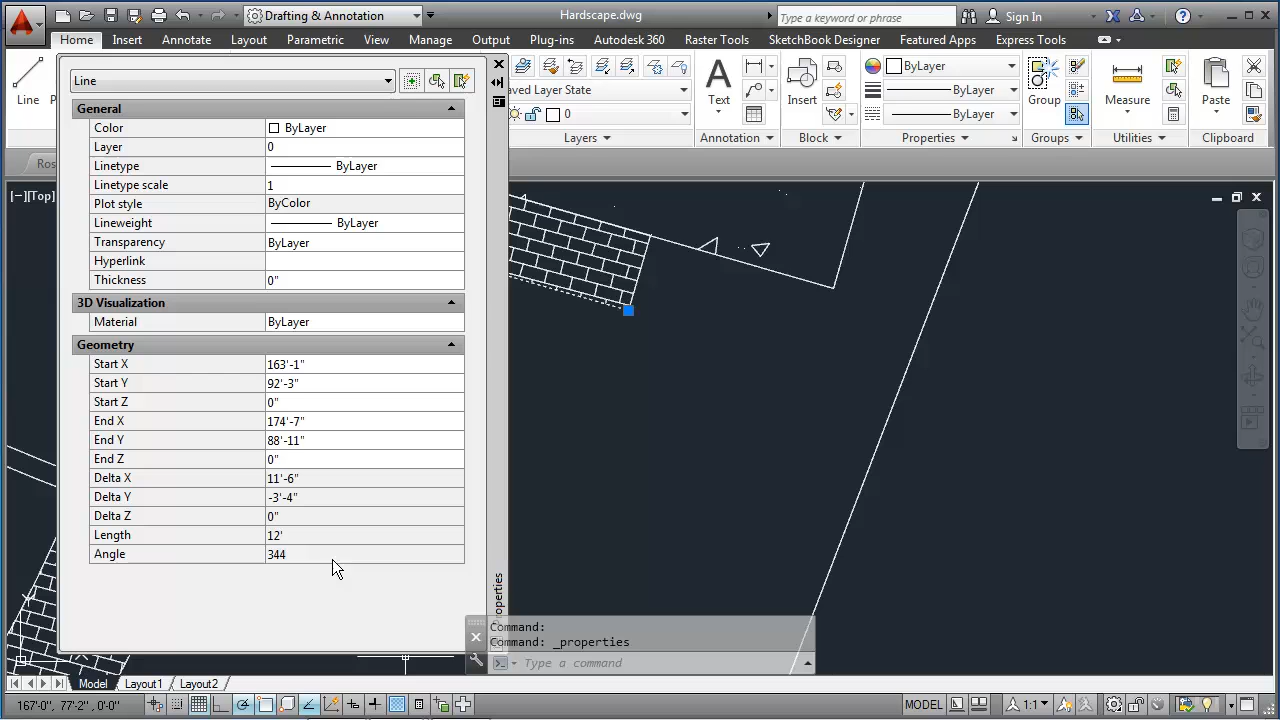 Drafting & Annotation
Hardscape.dwg
Type a keyword or phrase
Sign In
Home Insert Annotate Layout Parametric View Manage Output Plug-ins Autodesk 360 Raster Tools SketchBook Designer Featured Apps Express Tools
Line
Line
aved Layer State
0
Layers
Text
Insert
Block
ByLayer
ByLayer
ByLayer
Properties
Group
Groups
Measure
Utilities
Paste
Clipboard
Ros
[−][Top]
General
Color ByLayer
Layer 0
Linetype ByLayer
Linetype scale 1
Plot style ByColor
Lineweight ByLayer
Transparency ByLayer
Hyperlink
Thickness 0"
3D Visualization
Material ByLayer
Geometry
Start X 163'-1"
Start Y 92'-3"
Start Z 0"
End X 174'-7"
End Y 88'-11"
End Z 0"
Delta X 11'-6"
Delta Y -3'-4"
Delta Z 0"
Length 12'
Angle 344
Properties
Command:
Command: _properties
Type a command
Model Layout1 Layout2
167'-0", 77'-2", 0'-0"
MODEL
1:1